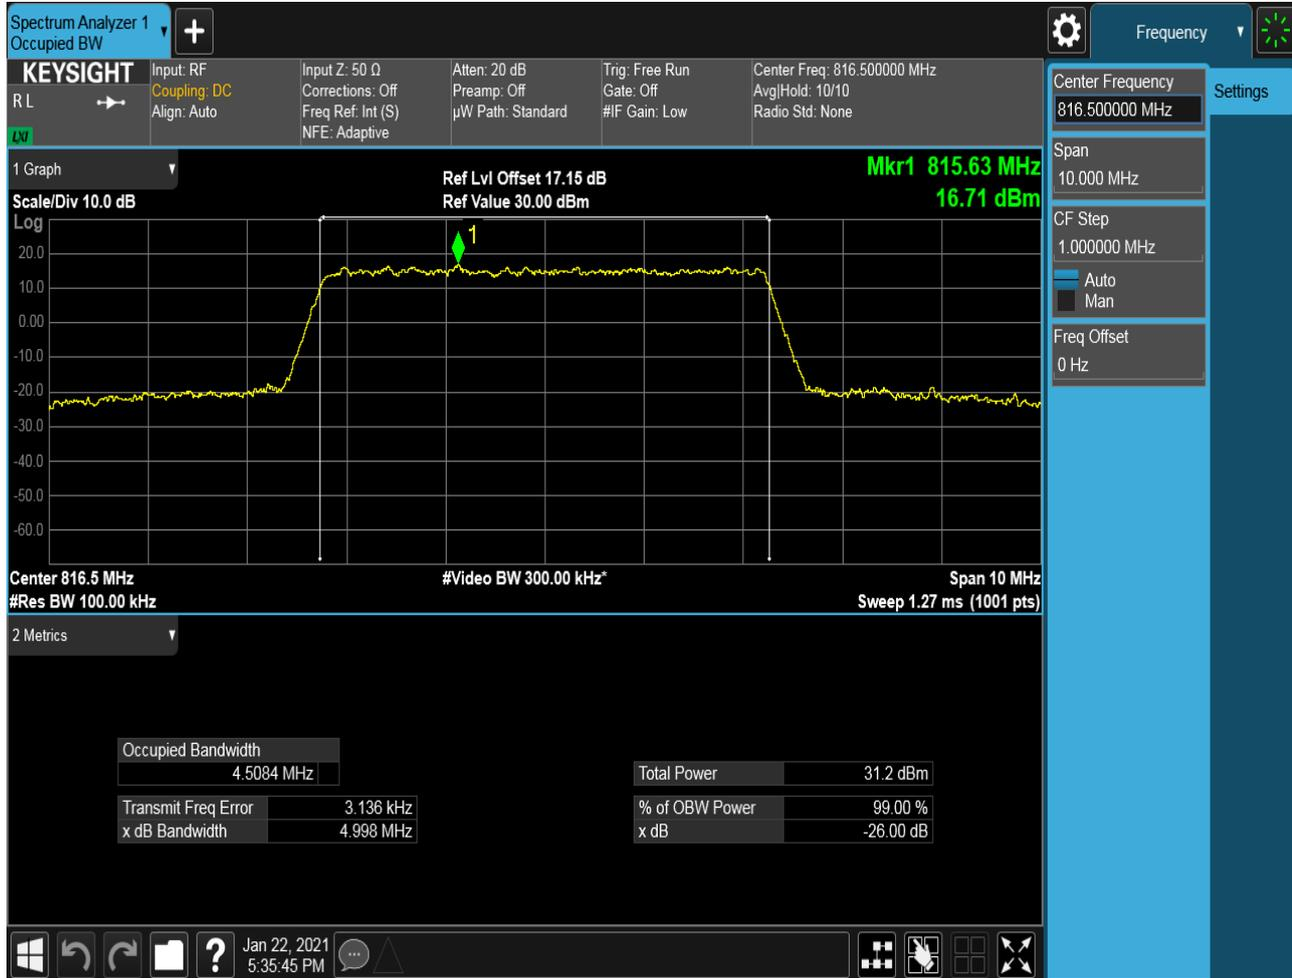 Spectrum Analyzer 1
Occupied BW
Frequency
KEYSIGHT
R L
LXI
Input: RF
Coupling: DC
Align: Auto
Input Z: 50 Ω
Corrections: Off
Freq Ref: Int (S)
NFE: Adaptive
Atten: 20 dB
Preamp: Off
µW Path: Standard
Trig: Free Run
Gate: Off
#IF Gain: Low
Center Freq: 816.500000 MHz
Avg|Hold: 10/10
Radio Std: None
Center Frequency
816.500000 MHz
Settings
Span
10.000 MHz
CF Step
1.000000 MHz
Auto
Man
Freq Offset
0 Hz
1 Graph
Scale/Div 10.0 dB
Ref Lvl Offset 17.15 dB
Ref Value 30.00 dBm
Mkr1 815.63 MHz
16.71 dBm
Log
1
20.0
10.0
0.00
-10.0
-20.0
-30.0
-40.0
-50.0
-60.0
Center 816.5 MHz
#Video BW 300.00 kHz*
Span 10 MHz
#Res BW 100.00 kHz
Sweep 1.27 ms (1001 pts)
2 Metrics
Occupied Bandwidth
4.5084 MHz
Transmit Freq Error 3.136 kHz
x dB Bandwidth 4.998 MHz
Total Power 31.2 dBm
% of OBW Power 99.00 %
x dB -26.00 dB
Jan 22, 2021
5:35:45 PM